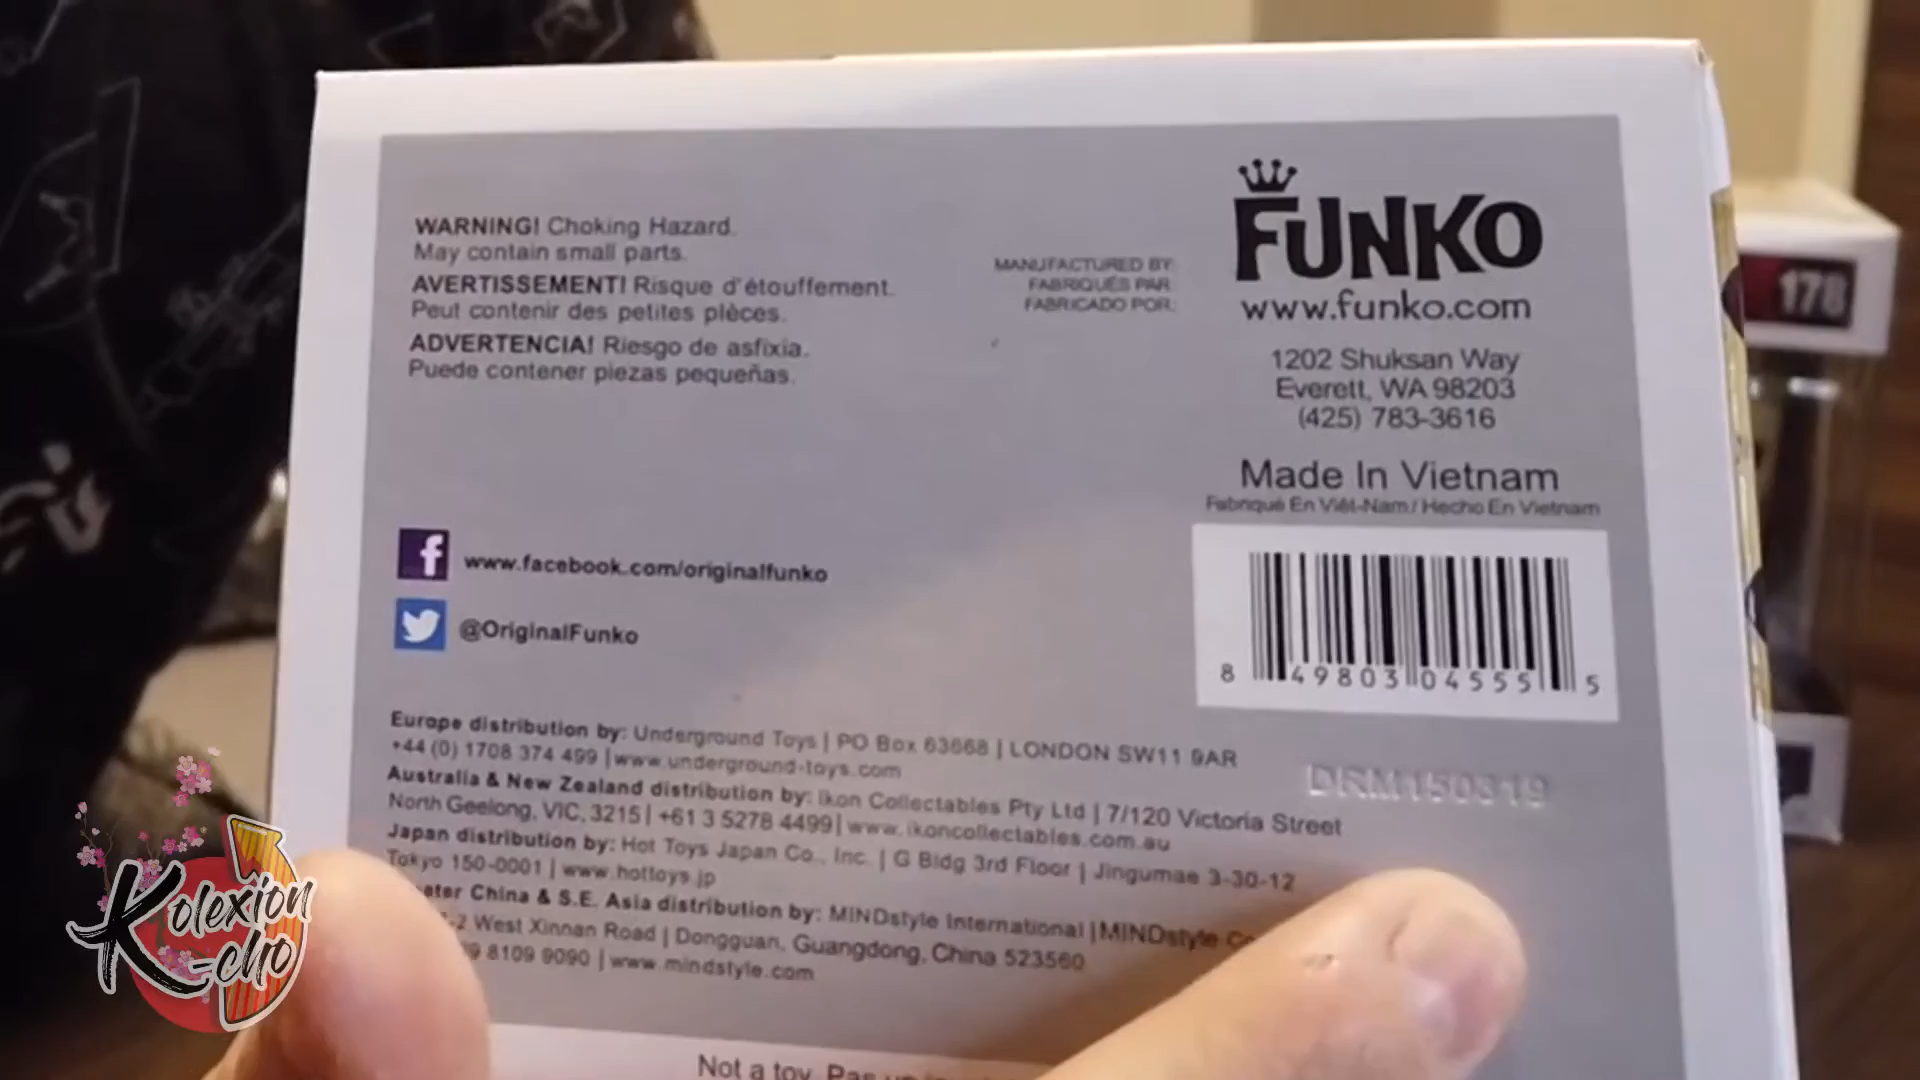 WARNING! Choking Hazard.
May contain small parts.
AVERTISSEMENT! Risque d'étouffement.
Peut contenir des petites pièces.
ADVERTENCIA! Riesgo de asfixia.
Puede contener piezas pequeñas.
MANUFACTURED BY:
FABRIQUÉS PAR:
FABRICADO POR:
FUNKO
www.funko.com
1202 Shuksan Way
Everett, WA 98203
(425) 783-3616
Made In Vietnam
Fabriqué En Viêt-Nam / Hecho En Vietnam
8 49803 04555 5
f www.facebook.com/originalfunko
@OriginalFunko
Europe distribution by: Underground Toys | PO Box 63668 | LONDON SW11 9AR
+44 (0) 1708 374 499 | www.underground-toys.com
Australia & New Zealand distribution by: Ikon Collectables Pty Ltd | 7/120 Victoria Street
North Geelong, VIC, 3215 | +61 3 5278 4499 | www.ikoncollectables.com.au
Japan distribution by: Hot Toys Japan Co., Inc. | G Bldg 3rd Floor | Jingumae 3-30-12
Tokyo 150-0001 | www.hottoys.jp
China & S.E. Asia distribution by: MINDstyle International | MINDstyle
West Xinnan Road | Dongguan, Guangdong, China 523560
8109 9090 | www.mindstyle.com
DRM150319
Not a toy.
178
Kolexion
K-cho